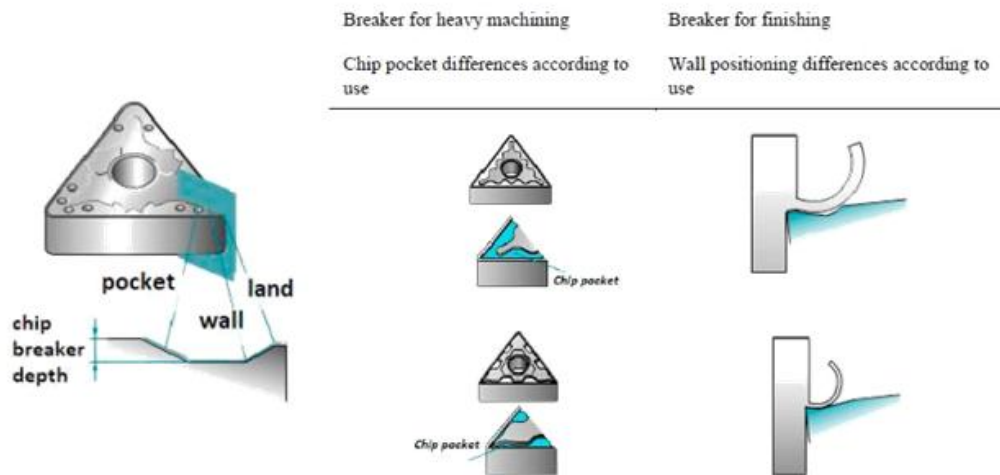 Breaker for heavy machining
Breaker for finishing
Chip pocket differences according to
use
Wall positioning differences according to
use
pocket
land
wall
chip
breaker
depth
Chip pocket
Chip pocket